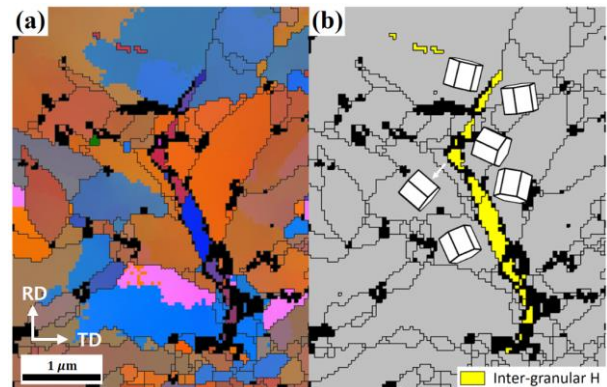 (a)
(b)
RD
TD
1 μm
Inter-granular H